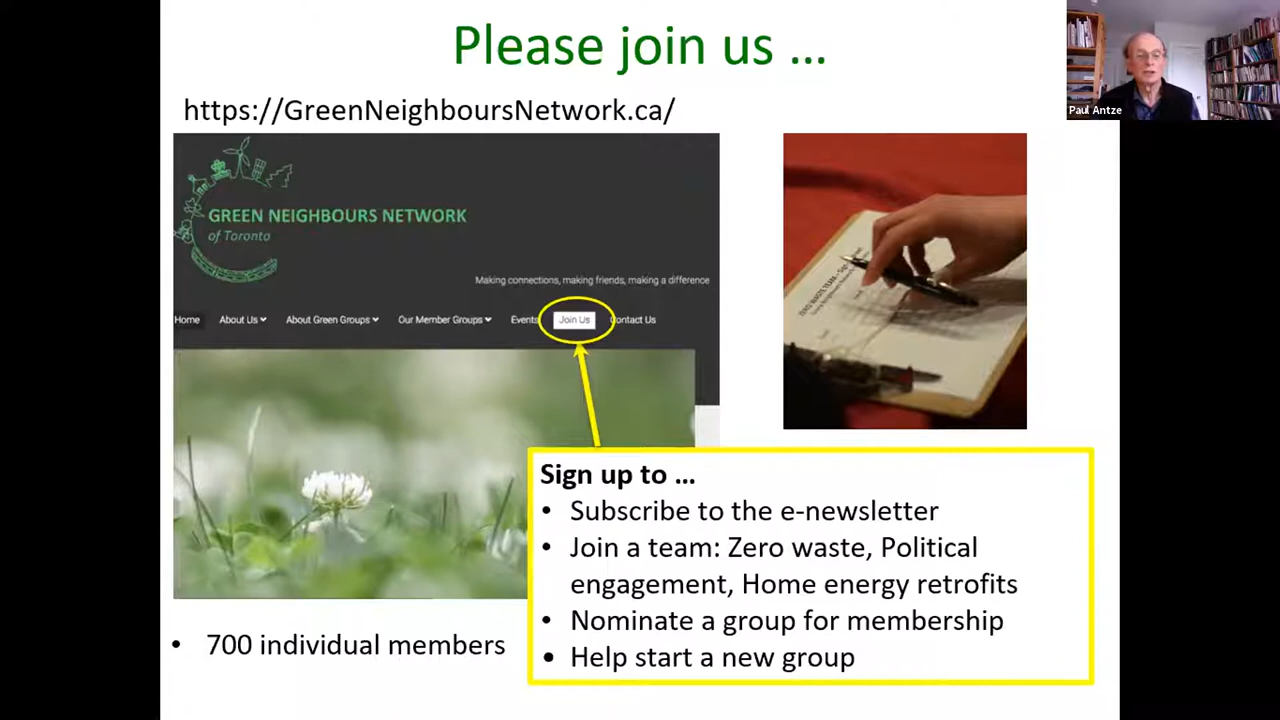 Please join us ...
Paul Antze
https://GreenNeighboursNetwork.ca/
GREEN NEIGHBOURS NETWORK
of Toronto
Making connections, making friends, making a difference
Home About Us About Green Groups Our Member Groups Events Join Us Contact Us
ZERO WASTE TEAM
Sign up to ...
• Subscribe to the e-newsletter
• Join a team: Zero waste, Political
engagement, Home energy retrofits
• Nominate a group for membership
• Help start a new group
• 700 individual members